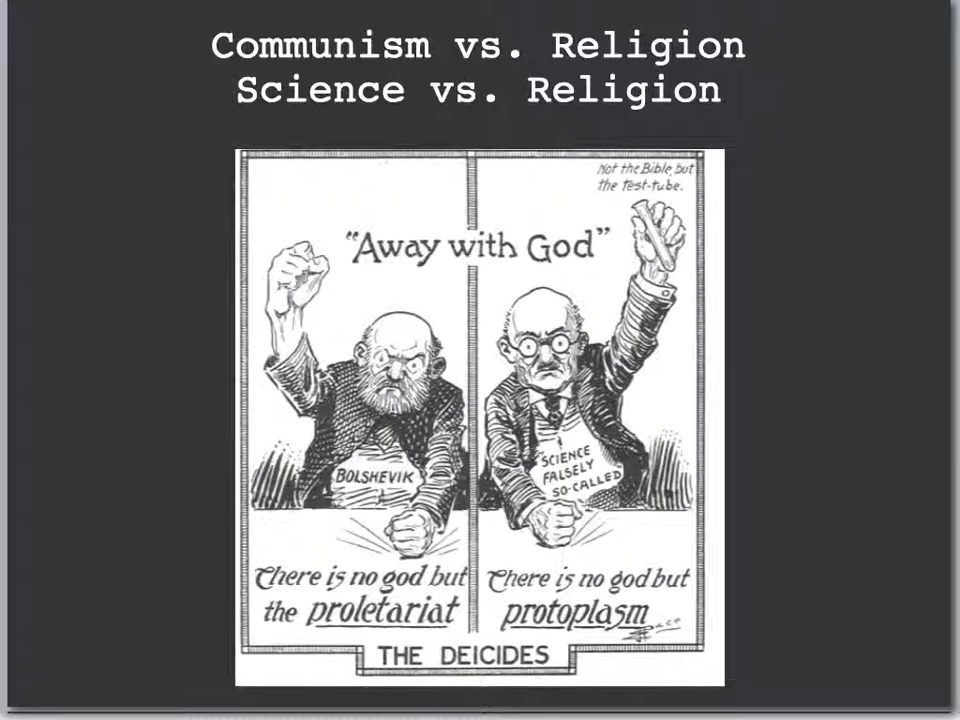 Communism vs. Religion
Science vs. Religion
Not the Bible, but
the test-tube.
"Away with God"
BOLSHEVIK
"SCIENCE
FALSELY
SO-CALLED"
There is no god but
the proletariat
There is no god but
protoplasm
THE DEICIDES